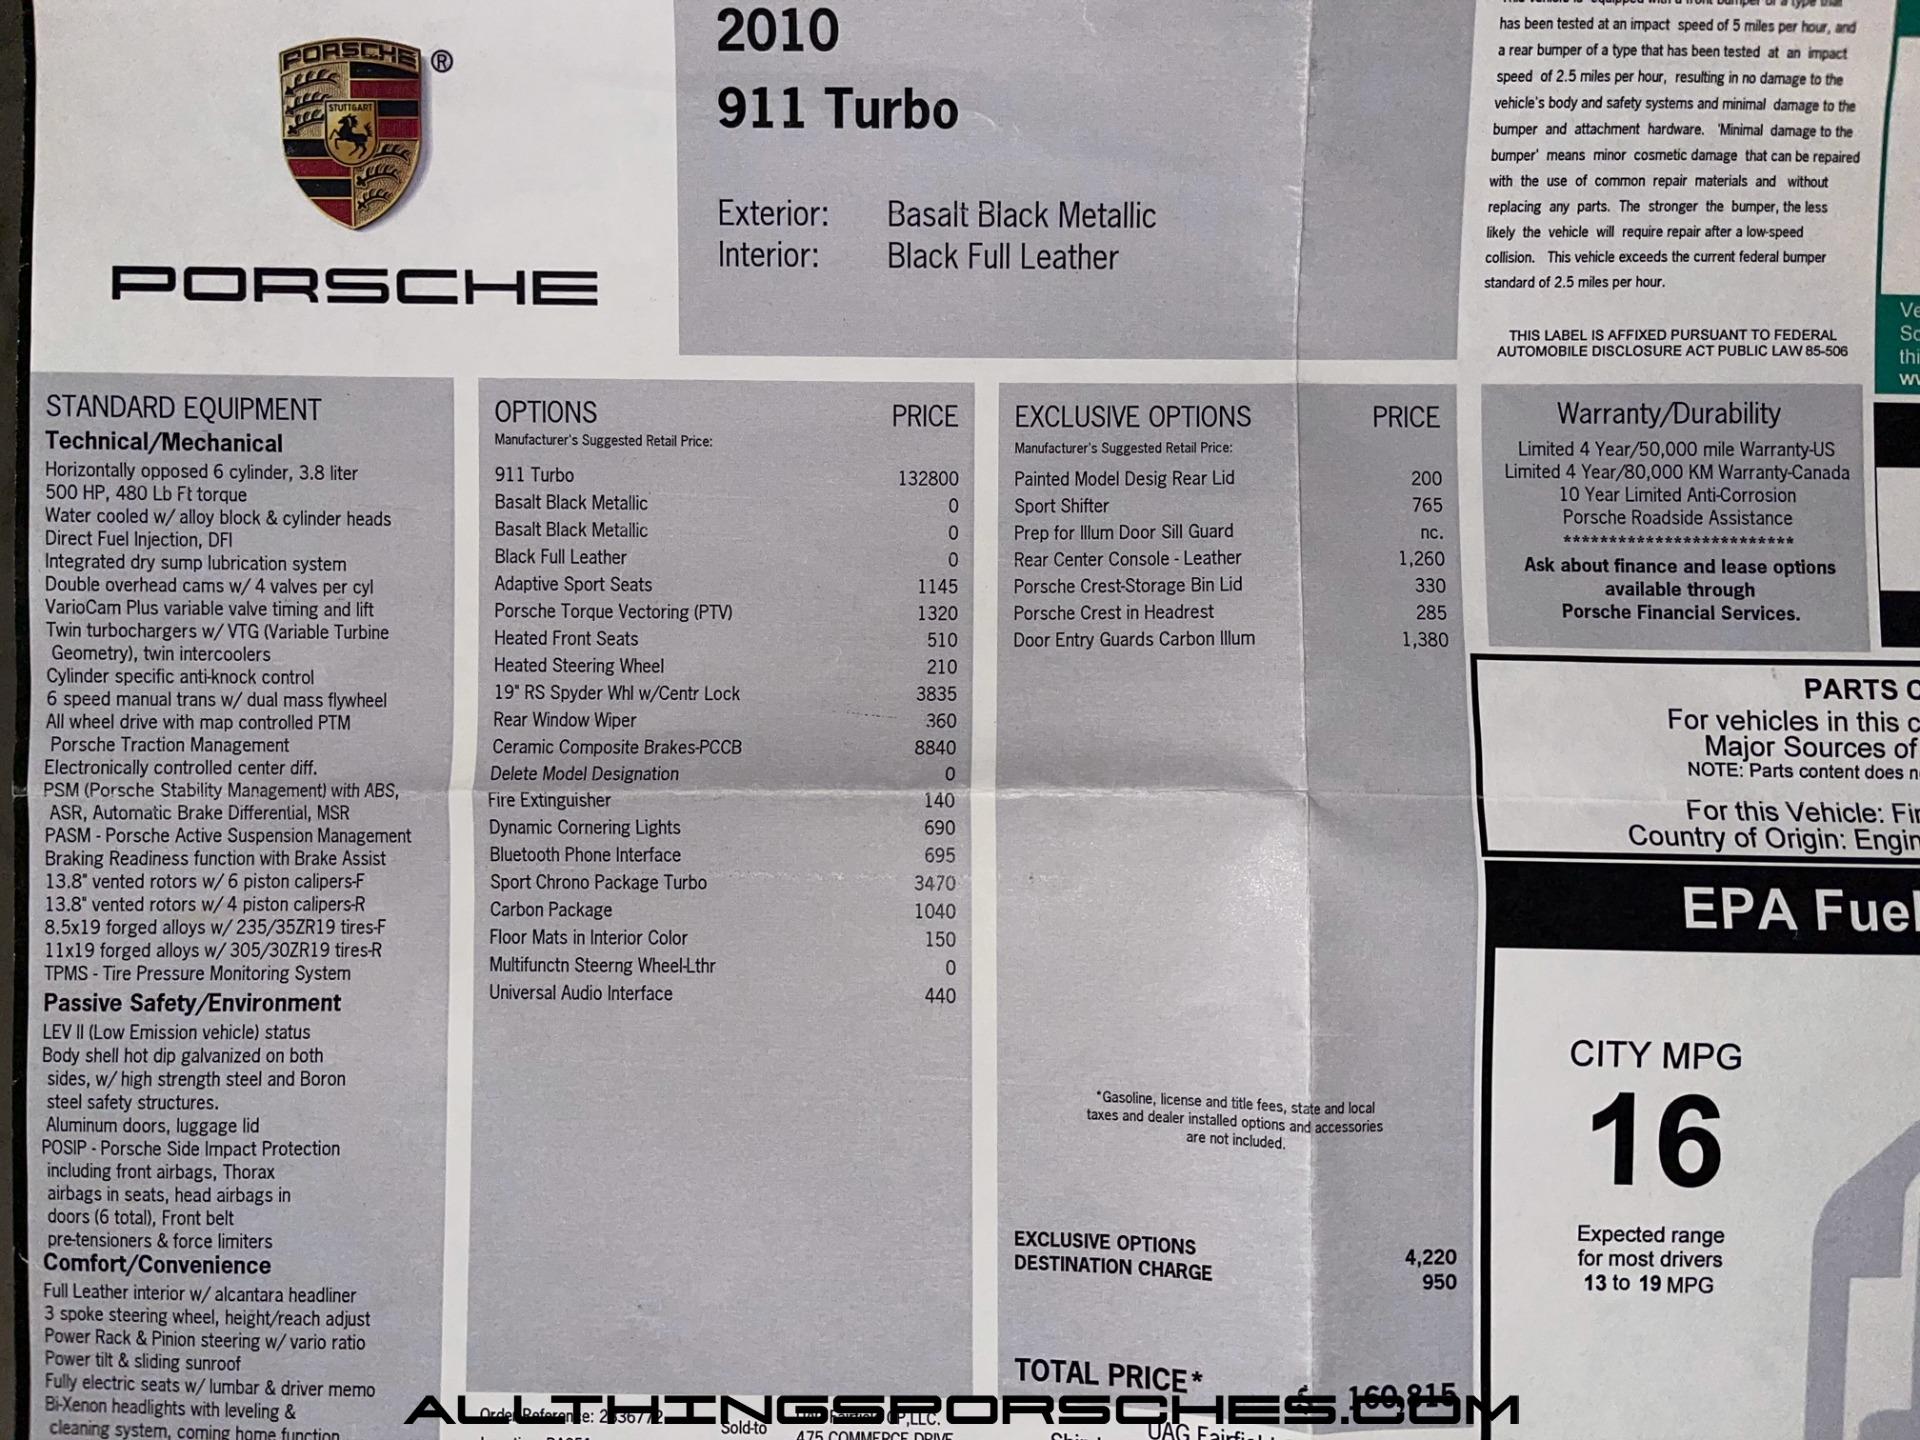 PORSCHE
STUTTGART
®
PORSCHE
2010
911 Turbo
Exterior: Basalt Black Metallic
Interior: Black Full Leather
has been tested at an impact speed of 5 miles per hour, and
a rear bumper of a type that has been tested at an impact
speed of 2.5 miles per hour, resulting in no damage to the
vehicle's body and safety systems and minimal damage to the
bumper and attachment hardware. 'Minimal damage to the
bumper' means minor cosmetic damage that can be repaired
with the use of common repair materials and without
replacing any parts. The stronger the bumper, the less
likely the vehicle will require repair after a low-speed
collision. This vehicle exceeds the current federal bumper
standard of 2.5 miles per hour.
THIS LABEL IS AFFIXED PURSUANT TO FEDERAL
AUTOMOBILE DISCLOSURE ACT PUBLIC LAW 85-506
STANDARD EQUIPMENT
Technical/Mechanical
Horizontally opposed 6 cylinder, 3.8 liter
500 HP, 480 Lb Ft torque
Water cooled w/ alloy block & cylinder heads
Direct Fuel Injection, DFI
Integrated dry sump lubrication system
Double overhead cams w/ 4 valves per cyl
VarioCam Plus variable valve timing and lift
Twin turbochargers w/ VTG (Variable Turbine
Geometry), twin intercoolers
Cylinder specific anti-knock control
6 speed manual trans w/ dual mass flywheel
All wheel drive with map controlled PTM
Porsche Traction Management
Electronically controlled center diff.
PSM (Porsche Stability Management) with ABS,
ASR, Automatic Brake Differential, MSR
PASM - Porsche Active Suspension Management
Braking Readiness function with Brake Assist
13.8" vented rotors w/ 6 piston calipers-F
13.8" vented rotors w/ 4 piston calipers-R
8.5x19 forged alloys w/ 235/35ZR19 tires-F
11x19 forged alloys w/ 305/30ZR19 tires-R
TPMS - Tire Pressure Monitoring System
Passive Safety/Environment
LEV II (Low Emission vehicle) status
Body shell hot dip galvanized on both
sides, w/ high strength steel and Boron
steel safety structures.
Aluminum doors, luggage lid
POSIP - Porsche Side Impact Protection
including front airbags, Thorax
airbags in seats, head airbags in
doors (6 total), Front belt
pre-tensioners & force limiters
Comfort/Convenience
Full Leather interior w/ alcantara headliner
3 spoke steering wheel, height/reach adjust
Power Rack & Pinion steering w/ vario ratio
Power tilt & sliding sunroof
Fully electric seats w/ lumbar & driver memo
Bi-Xenon headlights with leveling &
cleaning system, coming home function
OPTIONS PRICE
Manufacturer's Suggested Retail Price:
911 Turbo 132800
Basalt Black Metallic 0
Basalt Black Metallic 0
Black Full Leather 0
Adaptive Sport Seats 1145
Porsche Torque Vectoring (PTV) 1320
Heated Front Seats 510
Heated Steering Wheel 210
19" RS Spyder Whl w/Centr Lock 3835
Rear Window Wiper 360
Ceramic Composite Brakes-PCCB 8840
Delete Model Designation 0
Fire Extinguisher 140
Dynamic Cornering Lights 690
Bluetooth Phone Interface 695
Sport Chrono Package Turbo 3470
Carbon Package 1040
Floor Mats in Interior Color 150
Multifunctn Steerng Wheel-Lthr 0
Universal Audio Interface 440
EXCLUSIVE OPTIONS PRICE
Manufacturer's Suggested Retail Price:
Painted Model Desig Rear Lid 200
Sport Shifter 765
Prep for Illum Door Sill Guard nc.
Rear Center Console - Leather 1,260
Porsche Crest-Storage Bin Lid 330
Porsche Crest in Headrest 285
Door Entry Guards Carbon Illum 1,380
*Gasoline, license and title fees, state and local
taxes and dealer installed options and accessories
are not included.
EXCLUSIVE OPTIONS 4,220
DESTINATION CHARGE 950
TOTAL PRICE* $ 160,815
Warranty/Durability
Limited 4 Year/50,000 mile Warranty-US
Limited 4 Year/80,000 KM Warranty-Canada
10 Year Limited Anti-Corrosion
Porsche Roadside Assistance
*************************
Ask about finance and lease options
available through
Porsche Financial Services.
PARTS C
For vehicles in this c
Major Sources of
NOTE: Parts content does n
For this Vehicle: Fin
Country of Origin: Engin
EPA Fuel
CITY MPG
16
Expected range
for most drivers
13 to 19 MPG
Ve
So
thi
ALLTHINGSPORSCHES.COM
Order Reference:
Sold-to
475 COMMERCE DRIVE
UAG Fairfi